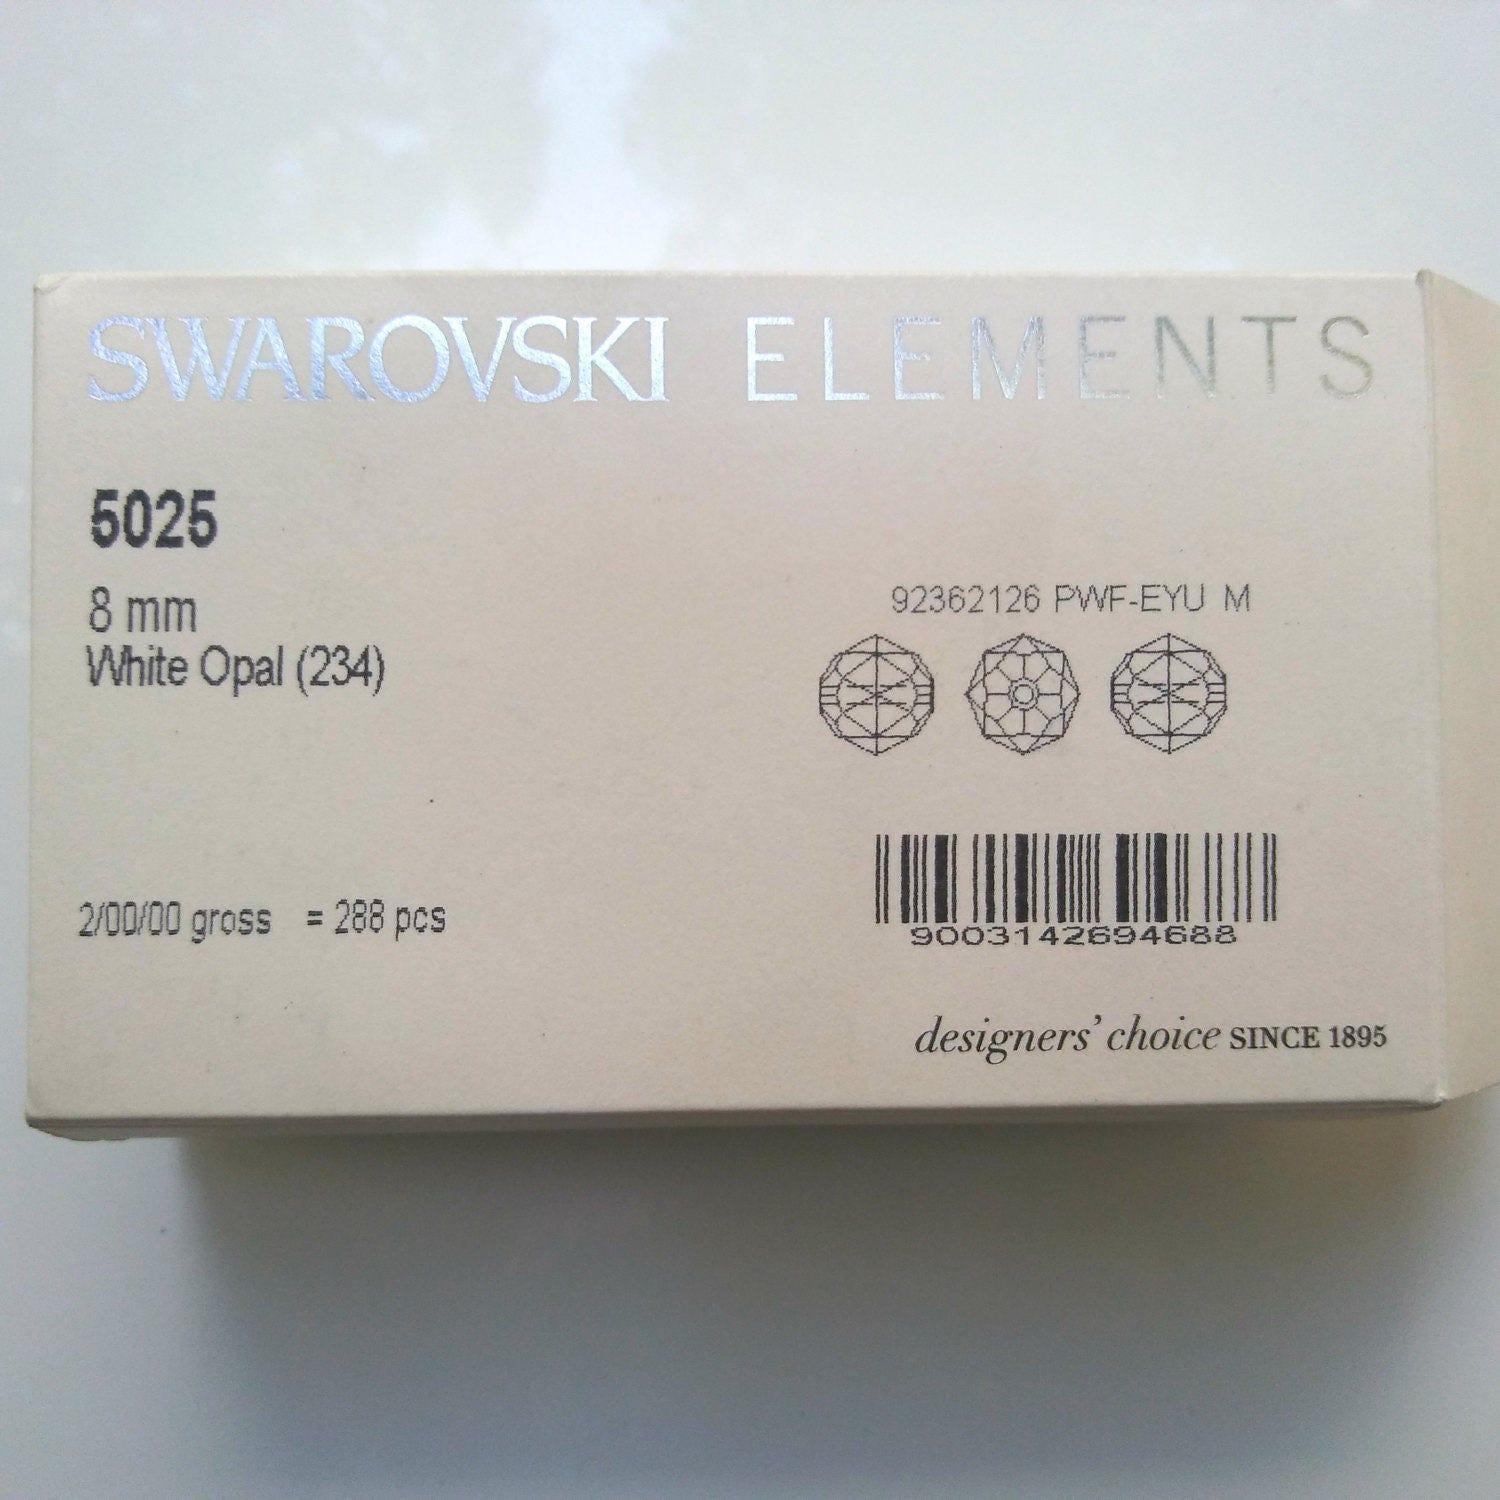 SWAROVSKI ELEMENTS
5025
8 mm
White Opal (234)
92362126 PWF-EYU M
2/00/00 gross = 288 pcs
9003142694688
designers' choice SINCE 1895